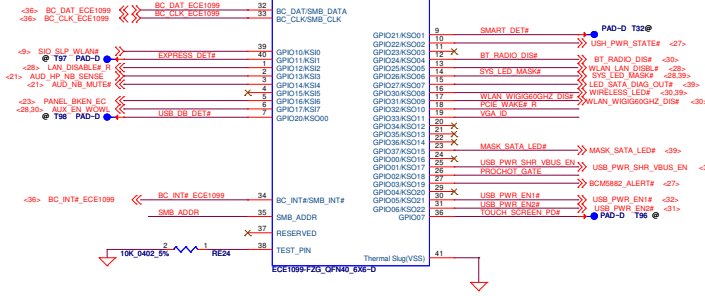 <36> BC_DAT_ECE1099 BC_DAT_ECE1099 32 BC_DAT/SMB_DATA
<36> BC_CLK_ECE1099 BC_CLK_ECE1099 33 BC_CLK/SMB_CLK
<9> SIO_SLP_WLAN# 39 GPIO10/KSI0
@ T97 PAD-D EXPRESS_DET# 40 GPIO11/KSI1
<28> LAN_DISABLE#_R 1 GPIO12/KSI2
<21> AUD_HP_NB_SENSE 2 GPIO13/KSI3
<21> AUD_NB_MUTE# 3 GPIO14/KSI4
4 GPIO15/KSI5
<23> PANEL_BKEN_EC 5 GPIO16/KSI6
<28,30> AUX_EN_WOWL 6 GPIO17/KSI7
@ T98 PAD-D USB_DB_DET# 7 GPIO20/KSO00
<36> BC_INT#_ECE1099 BC_INT#_ECE1099 34 BC_INT#/SMB_INT#
SMB_ADDR 35 SMB_ADDR
37 RESERVED
2 1 38 TEST_PIN
10K_0402_5% RE24
GPIO21/KSO01 9 SMART_DET# PAD-D T32@
GPIO22/KSO02 10 USH_PWR_STATE# <27>
GPIO23/KSO03 11
GPIO24/KSO04 12 BT_RADIO_DIS# BT_RADIO_DIS# <30>
GPIO25/KSO05 13 WLAN_LAN_DISBL# <28>
GPIO26/KSO06 14 SYS_LED_MASK# SYS_LED_MASK# <28,39>
GPIO27/KSO07 15 LED_SATA_DIAG_OUT# <39>
GPIO30/KSO08 16 WIRELESS_LED# <30,39>
GPIO31/KSO09 17 WLAN_WIGIG60GHZ_DIS# WLAN_WIGIG60GHZ_DIS# <30
GPIO32/KSO10 18 PCIE_WAKE#_R
GPIO33/KSO11 19 VGA_ID
GPIO34/KSO12 20
GPIO35/KSO13 21
GPIO36/KSO14 22
GPIO37/KSO15 23 MASK_SATA_LED# MASK_SATA_LED# <39>
GPIO00/KSO16 24
GPIO01/KSO17 25 USB_PWR_SHR_VBUS_EN USB_PWR_SHR_VBUS_EN <3
GPIO02/KSO18 26 PROCHOT_GATE
GPIO03/KSO19 27 BCM5882_ALERT# <27>
GPIO04/KSO20 29
GPIO05/KSO21 30 USB_PWR_EN1# USB_PWR_EN1# <32>
GPIO06/KSO22 31 USB_PWR_EN2# USB_PWR_EN2# <31>
GPIO07 36 TOUCH_SCREEN_PD# PAD-D T96 @
Thermal Slug(VSS) 41
ECE1099-FZG_QFN40_6X6~D